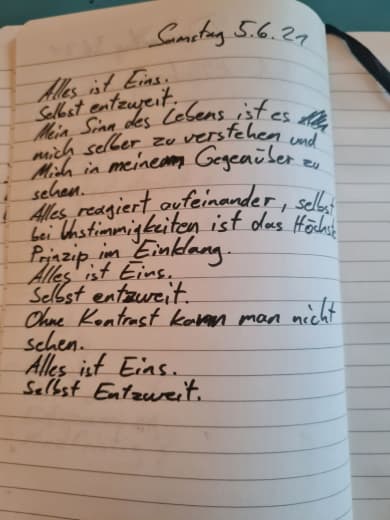 Samstag 5.6.21
Alles ist Eins.
Selbst entzweit.
Mein Sinn des Lebens ist es
mich selber zu verstehen und
Mich in meinem Gegenüber zu
sehen.
Alles reagiert aufeinander, selbst
bei Unstimmigkeiten ist das Höchste
Prinzip im Einklang.
Alles ist Eins.
Selbst entzweit.
Ohne Kontrast kann man nicht
sehen.
Alles ist Eins.
Selbst Entzweit.